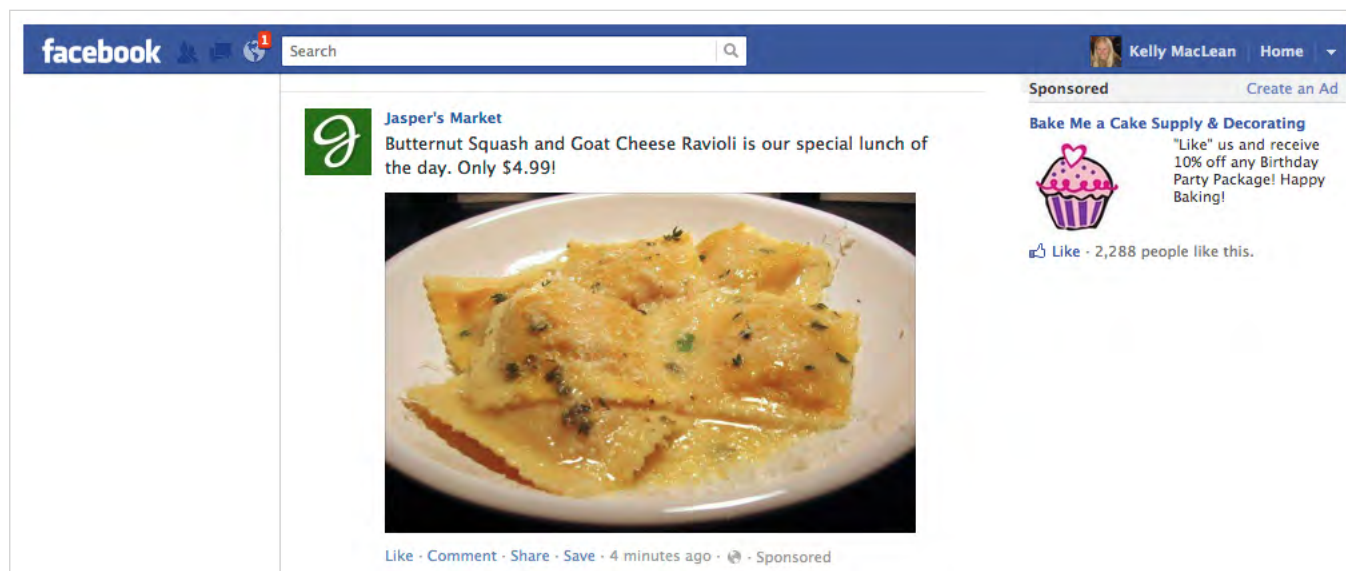 facebook
1
Search
Kelly MacLean
Home
Jasper's Market
Butternut Squash and Goat Cheese Ravioli is our special lunch of
the day. Only $4.99!
Like · Comment · Share · Save · 4 minutes ago · Sponsored
Sponsored
Create an Ad
Bake Me a Cake Supply & Decorating
"Like" us and receive
10% off any Birthday
Party Package! Happy
Baking!
Like · 2,288 people like this.